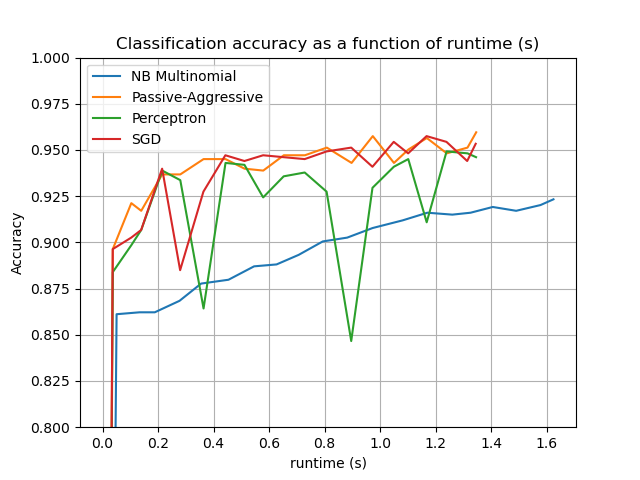 Classification accuracy as a function of runtime (s)
NB Multinomial
Passive-Aggressive
Perceptron
SGD
Accuracy
1.000
0.975
0.950
0.925
0.900
0.875
0.850
0.825
0.800
0.0 0.2 0.4 0.6 0.8 1.0 1.2 1.4 1.6
runtime (s)